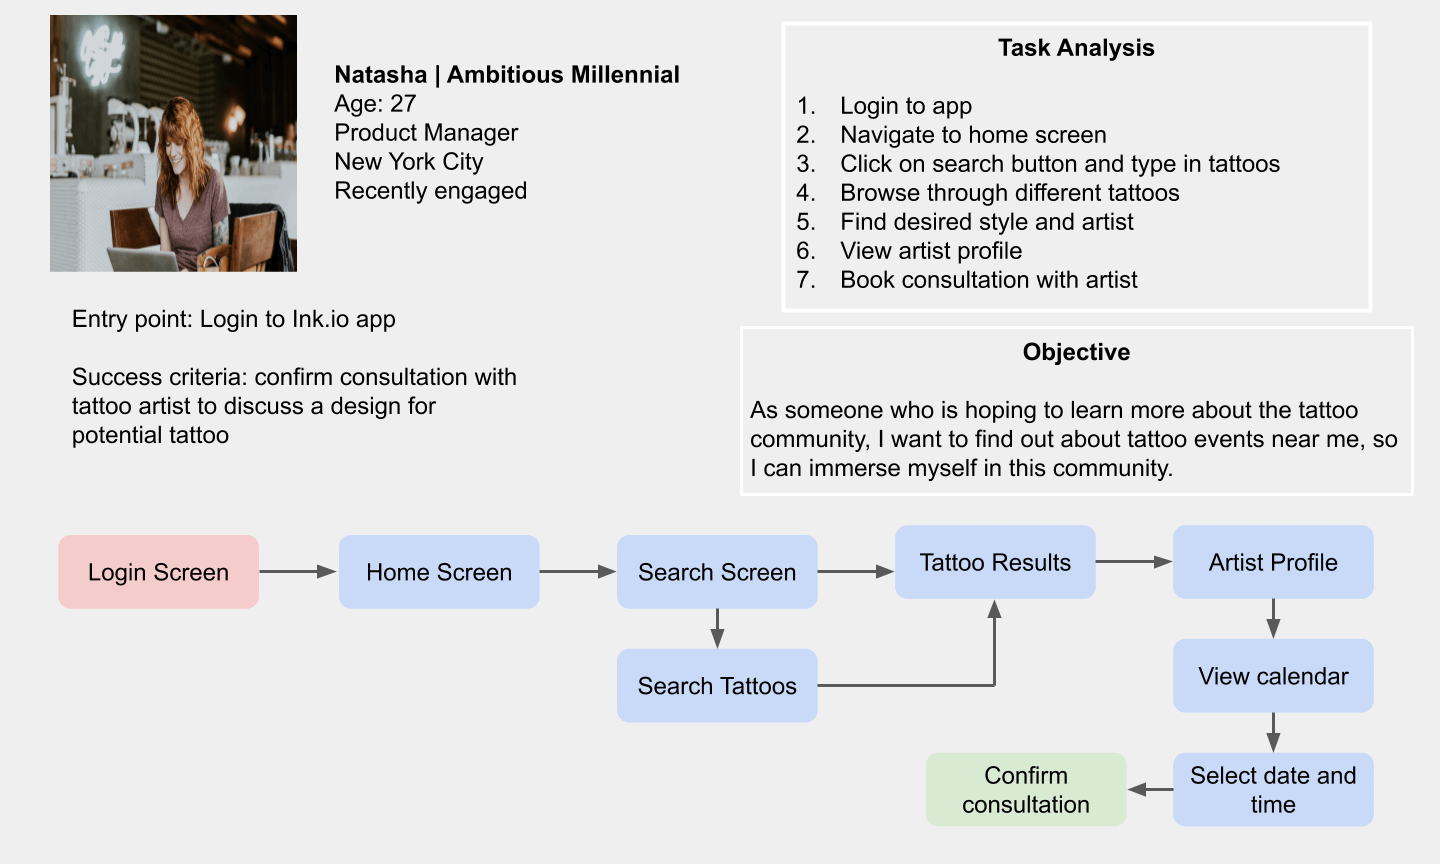 Natasha | Ambitious Millennial
Age: 27
Product Manager
New York City
Recently engaged
Entry point: Login to Ink.io app
Success criteria: confirm consultation with
tattoo artist to discuss a design for
potential tattoo
Task Analysis
1. Login to app
2. Navigate to home screen
3. Click on search button and type in tattoos
4. Browse through different tattoos
5. Find desired style and artist
6. View artist profile
7. Book consultation with artist
Objective
As someone who is hoping to learn more about the tattoo
community, I want to find out about tattoo events near me, so
I can immerse myself in this community.
Login Screen
Home Screen
Search Screen
Tattoo Results
Artist Profile
Search Tattoos
View calendar
Confirm
consultation
Select date and
time